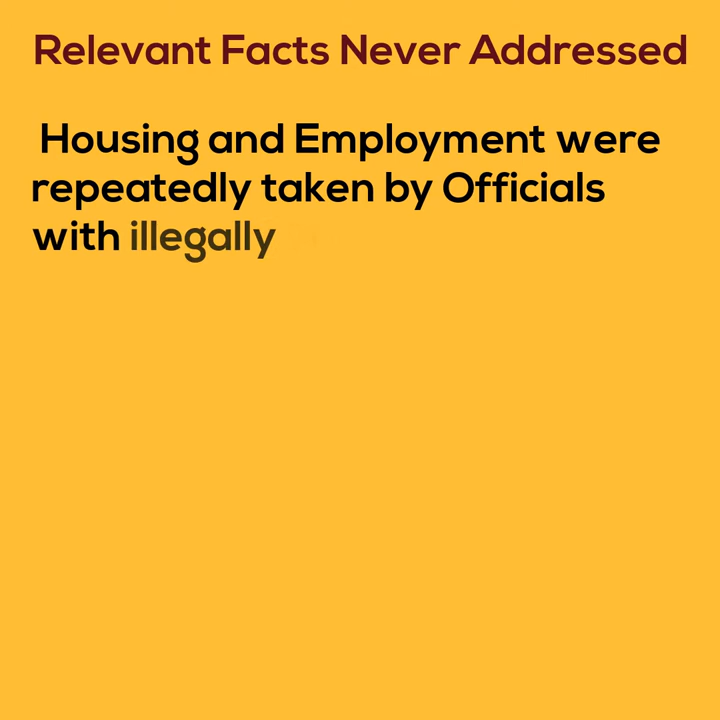 Relevant Facts Never Addressed
Housing and Employment were
repeatedly taken by Officials
with illegally